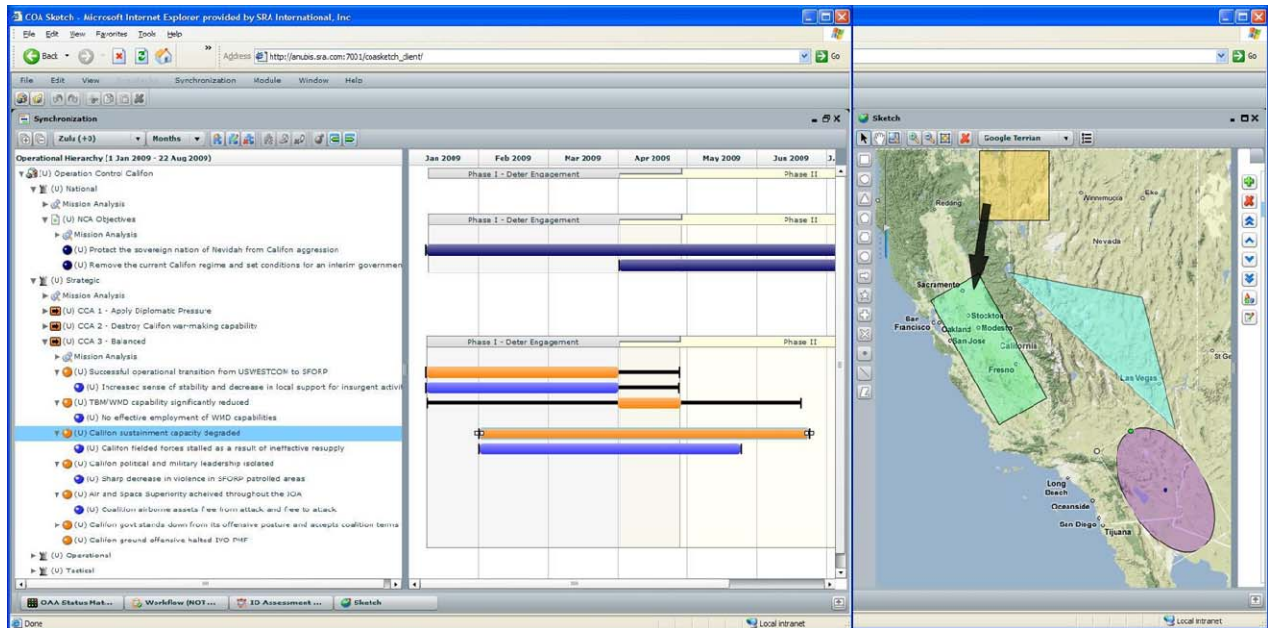 COA Sketch - Microsoft Internet Explorer provided by SRA International, Inc
File Edit View Favorites Tools Help
Back
Address http://anubis.sra.com:7001/coasketch_client/ Go
Go
File Edit View Synchronization Module Window Help
Synchronization
Zulu (+0) Months
Operational Hierarchy [1 Jan 2009 - 22 Aug 2009)
Jan 2009 Feb 2009 Mar 2009 Apr 2009 May 2009 Jun 2009
(U) Operation Control Califon
Phase I - Deter Engagement Phase II
(U) National
Mission Analysis
(U) NCA Objectives
Phase I - Deter Engagement Phase II
Mission Analysis
(U) Protect the sovereign nation of Nevidah from Califon aggression
(U) Remove the current Califon regime and set conditions for an interim governmen
(U) Strategic
Mission Analysis
(U) CCA 1 - Apply Diplomatic Pressure
(U) CCA 2 - Destroy Califon war-making capability
(U) CCA 3 - Balanced
Phase I - Deter Engagement Phase II
Mission Analysis
(U) Successful operational transition from USWESTCON to SFORP
(U) Increased sense of stability and decrease in local support for insurgent activit
(U) TBM/WMD capability significantly reduced
(U) No effective employment of WMD capabilities
(U) Califon sustainment capacity degraded
(U) Califon fielded forces stalled as a result of ineffective resupply
(U) Califon political and military leadership isolated
(U) Sharp decrease in violence in SFORP patrolled areas
(U) Air and Space Superiority acheived throughout the JOA
(U) Coalition airborne assets free from attack and free to attack
(U) Califon govt stands down from its offensive posture and accepts coalition terms
(U) Califon ground offensive halted IVO PMF
(U) Operational
(U) Tactical
OAA Status Mat... Workflow (NOT ... ID Assessment ... Sketch
Done Local intranet
Sketch
Google Terrian
Redding
Winnemucca
Elko
Nevada
Sacramento
San Francisco
Stockton
Oakland
Modesto
San Jose
California
Fresno
St Ge
Las Vegas
Long Beach
Oceanside
San Diego
Tijuana
Local intranet